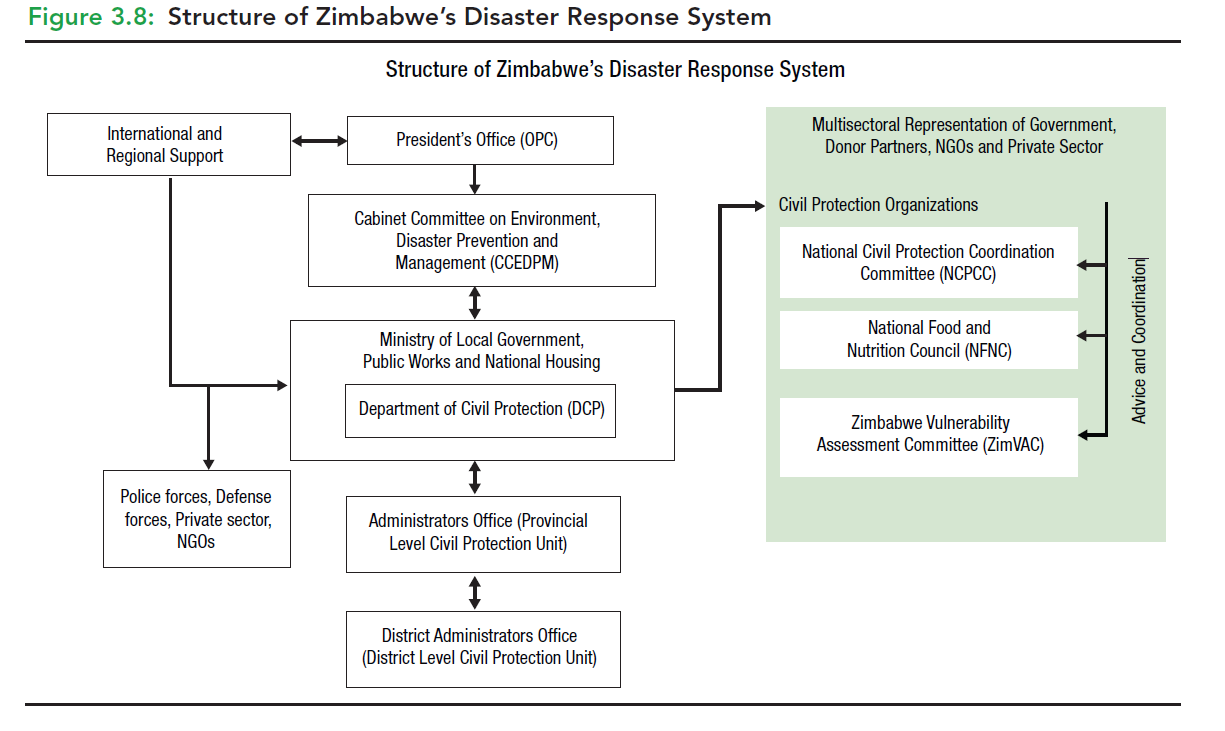 Figure 3.8: Structure of Zimbabwe’s Disaster Response System
Structure of Zimbabwe’s Disaster Response System
International and
Regional Support
President’s Office (OPC)
Cabinet Committee on Environment,
Disaster Prevention and
Management (CCEDPM)
Ministry of Local Government,
Public Works and National Housing
Department of Civil Protection (DCP)
Police forces, Defense
forces, Private sector,
NGOs
Administrators Office (Provincial
Level Civil Protection Unit)
District Administrators Office
(District Level Civil Protection Unit)
Multisectoral Representation of Government,
Donor Partners, NGOs and Private Sector
Civil Protection Organizations
National Civil Protection Coordination
Committee (NCPCC)
National Food and
Nutrition Council (NFNC)
Zimbabwe Vulnerability
Assessment Committee (ZimVAC)
Advice and Coordination